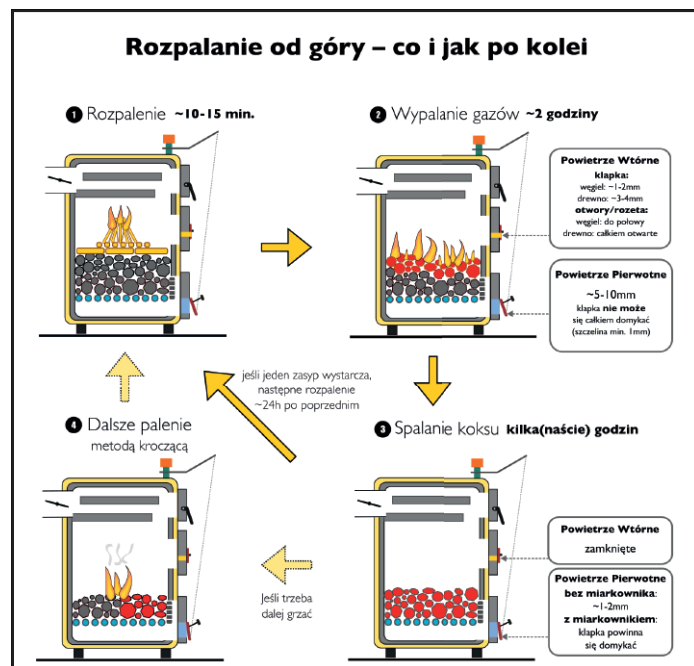 Rozpalanie od góry – co i jak po kolei
1 Rozpalenie ~10-15 min.
2 Wypalanie gazów ~2 godziny
Powietrze Wtórne
klapka:
węgiel: ~1-2mm
drewno: ~3-4mm
otwory/rozeta:
węgiel: do połowy
drewno: całkiem otwarte
Powietrze Pierwotne
~5-10mm
klapka nie może
się całkiem domykać
(szczelina min. 1mm)
jeśli jeden zasyp wystarcza,
następne rozpalenie
~24h po poprzednim
4 Dalsze palenie
metodą kroczącą
3 Spalanie koksu kilka(naście) godzin
Jeśli trzeba
dalej grzać
Powietrze Wtórne
zamknięte
Powietrze Pierwotne
bez miarkownika:
~1-2mm
z miarkownikiem:
klapka powinna
się domykać